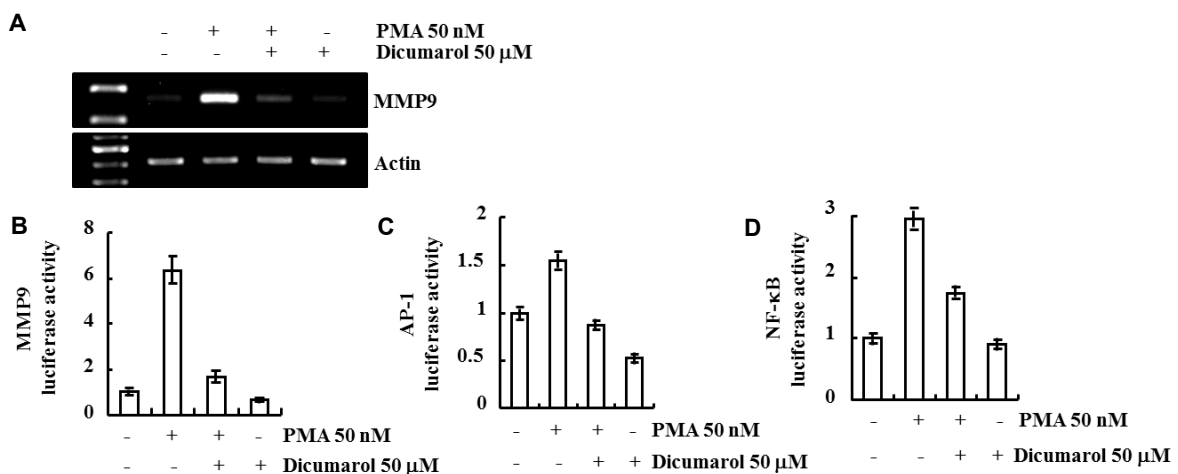 A
- + + - PMA 50 nM
- - + + Dicumarol 50 μM
MMP9
Actin
B
MMP9
luciferase activity
8
6
4
2
0
- + + - PMA 50 nM
- - + + Dicumarol 50 μM
C
AP-1
luciferase activity
2
1.5
1
0.5
0
- + + - PMA 50 nM
- - + + Dicumarol 50 μM
D
NF-κB
luciferase activity
3
2
1
0
- + + - PMA 50 nM
- - + + Dicumarol 50 μM